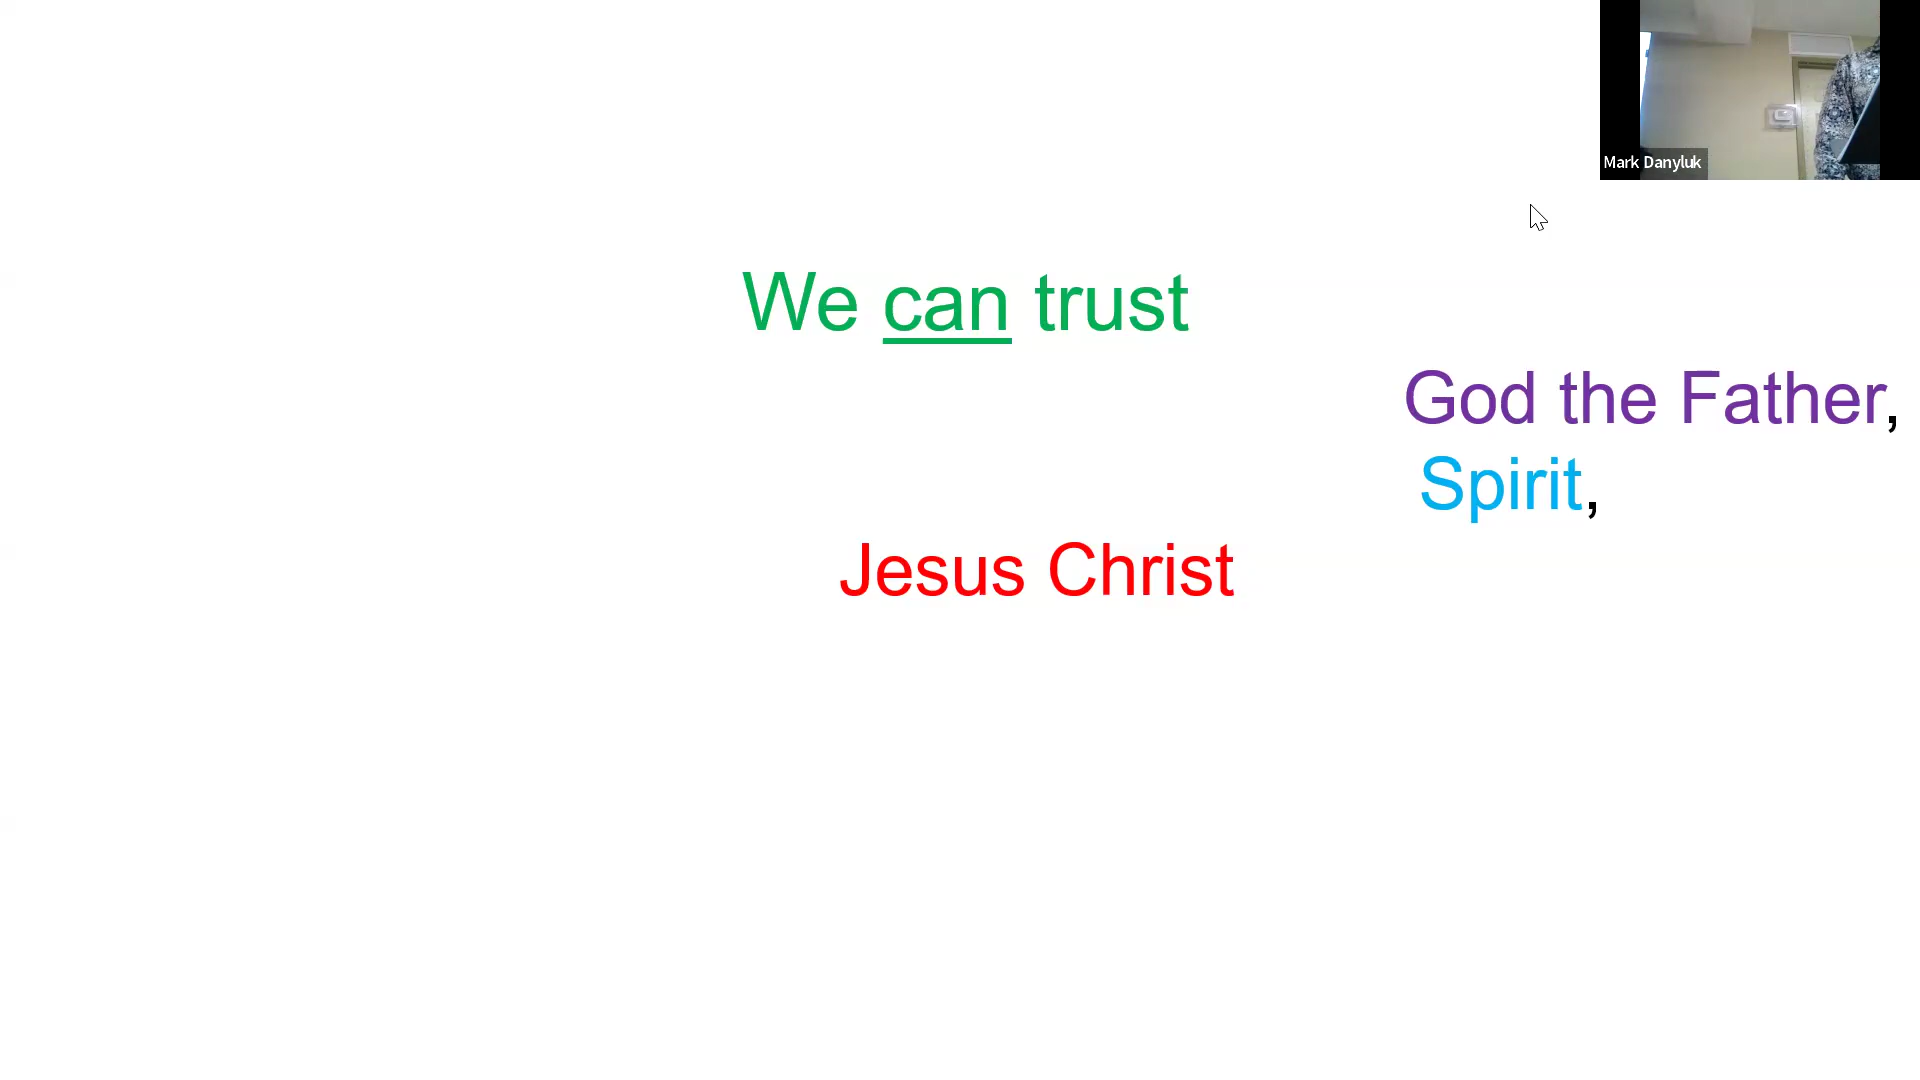 Mark Danyluk
We can trust
God the Father,
Spirit,
Jesus Christ